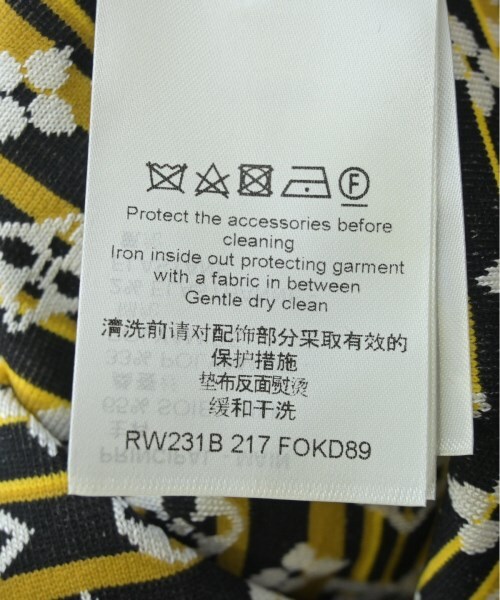 F
Protect the accessories before
cleaning
Iron inside out protecting garment
with a fabric in between
Gentle dry clean
清洗前请对配饰部分采取有效的
保护措施
垫布反面熨烫
缓和干洗
RW231B 217 FOKD89